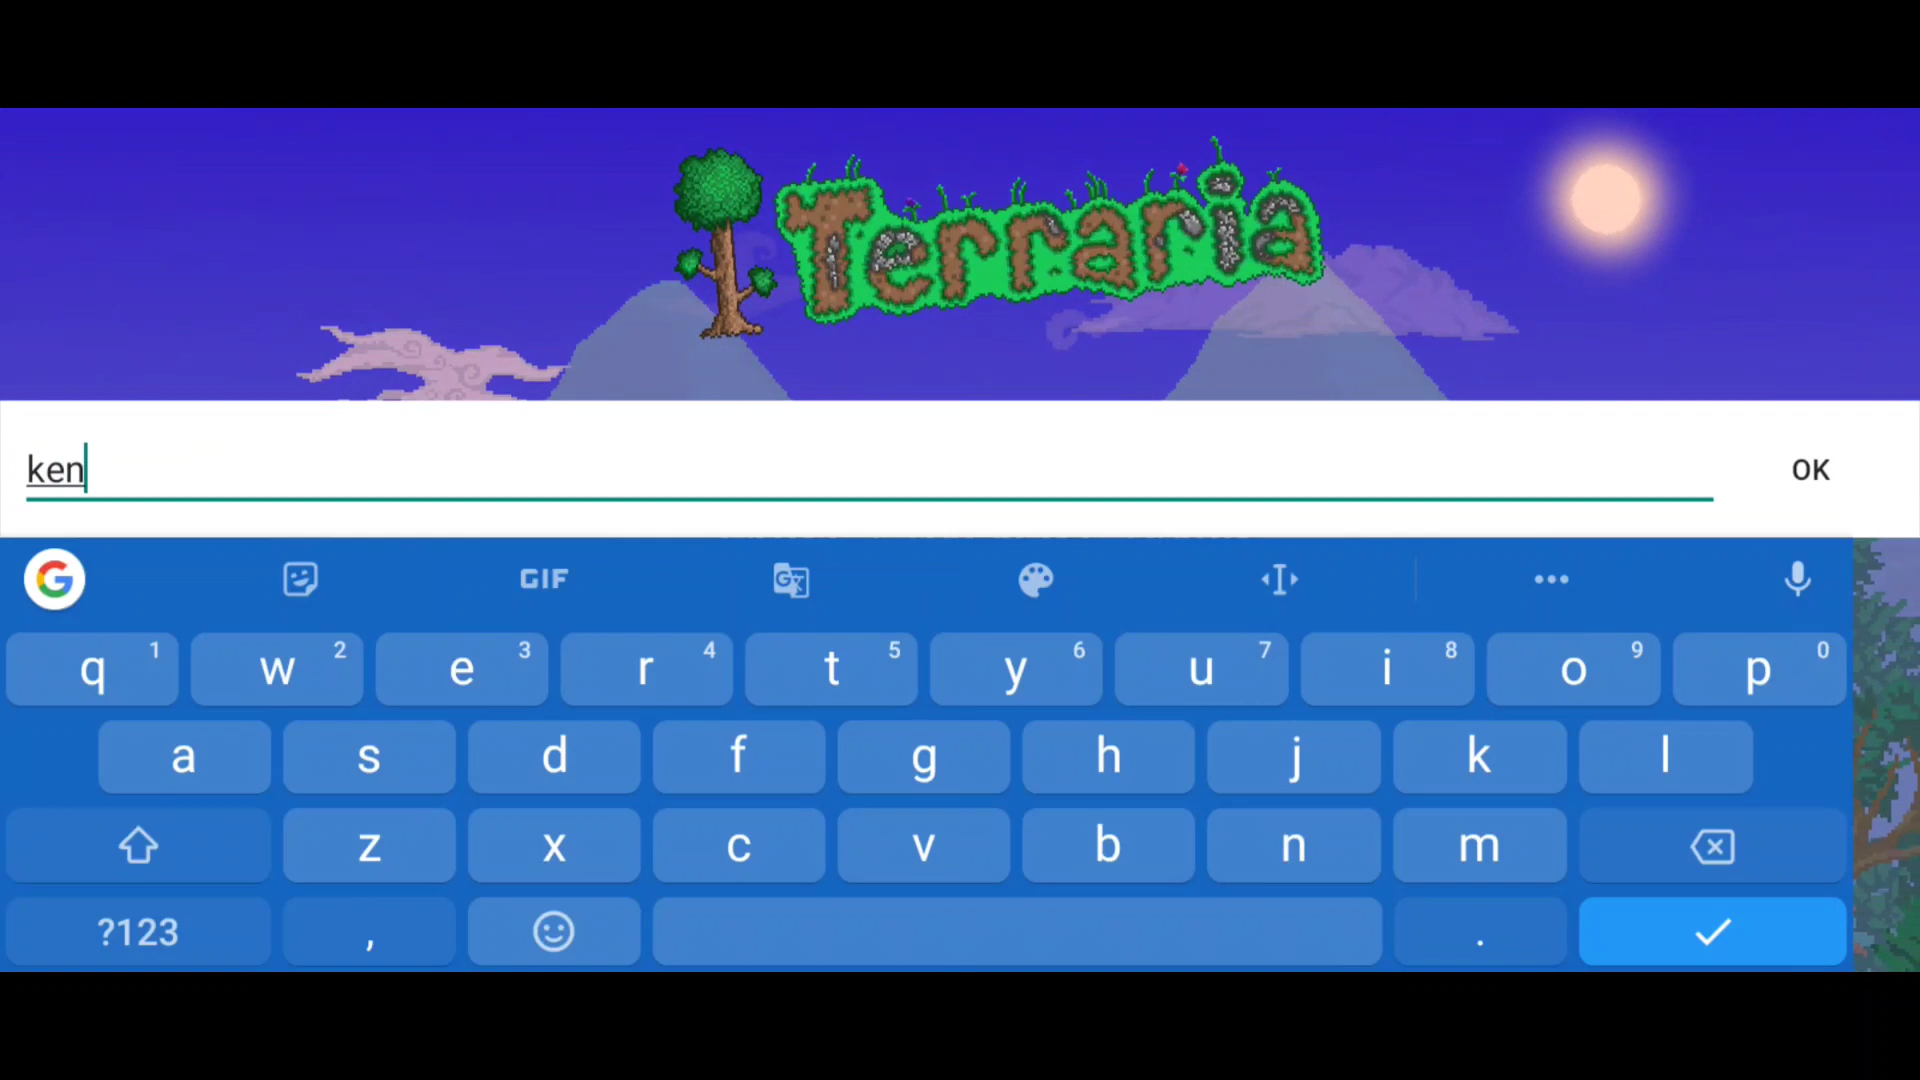 Terraria
ken
OK
GIF
q 1 w 2 e 3 r 4 t 5 y 6 u 7 i 8 o 9 p 0
a s d f g h j k l
z x c v b n m
?123 , .